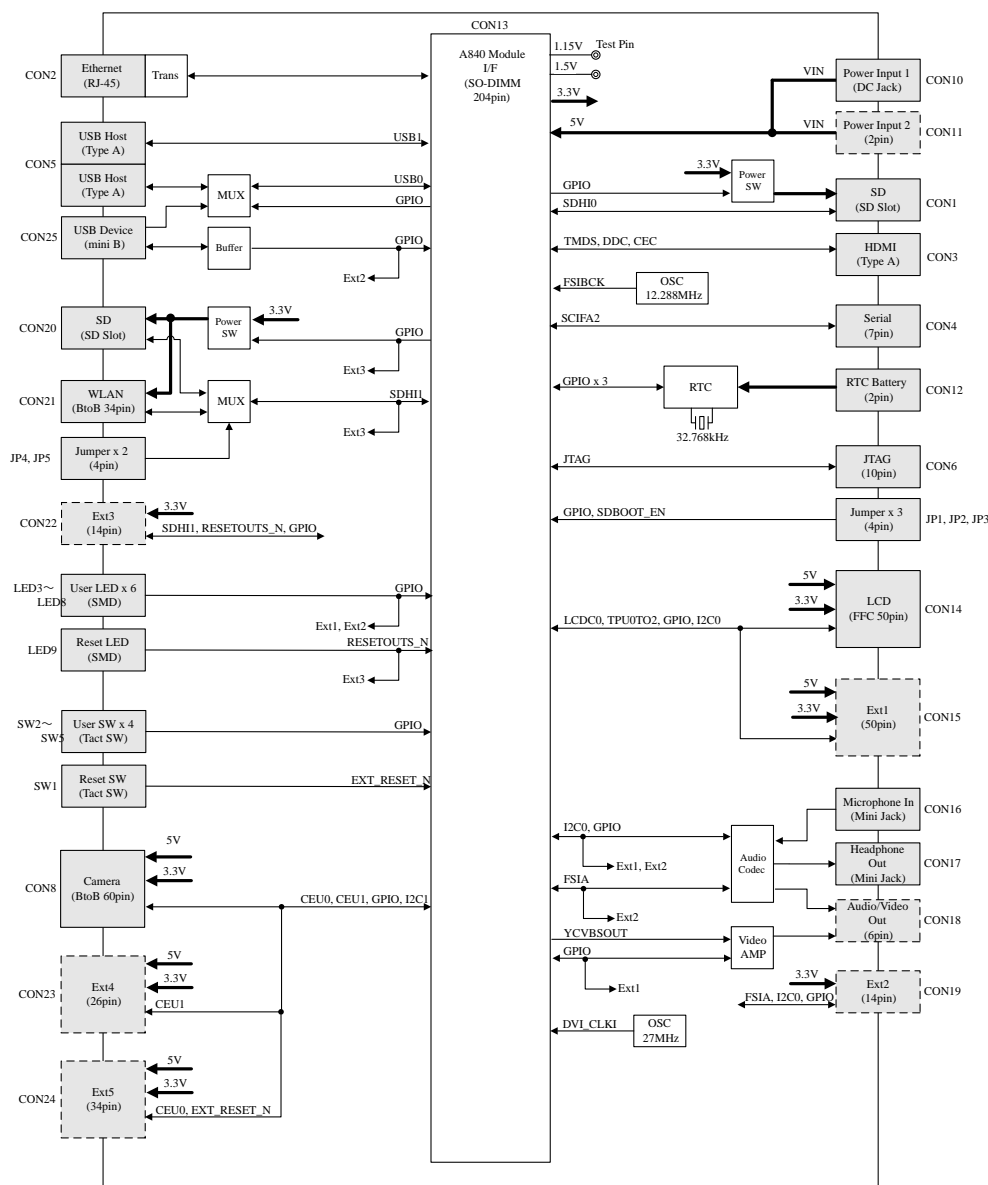 CON13
A840 Module
I/F
(SO-DIMM
204pin)
1.15V
Test Pin
1.5V
3.3V
5V
CON2
Ethernet
(RJ-45)
Trans
USB Host
(Type A)
USB1
CON5
USB Host
(Type A)
MUX
USB0
GPIO
CON25
USB Device
(mini B)
Buffer
GPIO
Ext2
CON20
SD
(SD Slot)
Power
SW
3.3V
GPIO
Ext3
CON21
WLAN
(BtoB 34pin)
MUX
SDHI1
Ext3
JP4, JP5
Jumper x 2
(4pin)
CON22
Ext3
(14pin)
3.3V
SDHI1, RESETOUTS_N, GPIO
LED3～
LED8
User LED x 6
(SMD)
GPIO
Ext1, Ext2
LED9
Reset LED
(SMD)
RESETOUTS_N
Ext3
SW2～
SW5
User SW x 4
(Tact SW)
GPIO
SW1
Reset SW
(Tact SW)
EXT_RESET_N
CON8
Camera
(BtoB 60pin)
5V
3.3V
CEU0, CEU1, GPIO, I2C1
CON23
Ext4
(26pin)
5V
3.3V
CEU1
CON24
Ext5
(34pin)
5V
3.3V
CEU0, EXT_RESET_N
VIN
Power Input 1
(DC Jack)
CON10
VIN
Power Input 2
(2pin)
CON11
3.3V
Power
SW
GPIO
SDHI0
SD
(SD Slot)
CON1
TMDS, DDC, CEC
HDMI
(Type A)
CON3
FSIBCK
OSC
12.288MHz
SCIFA2
Serial
(7pin)
CON4
GPIO x 3
RTC
32.768kHz
RTC Battery
(2pin)
CON12
JTAG
JTAG
(10pin)
CON6
GPIO, SDBOOT_EN
Jumper x 3
(4pin)
JP1, JP2, JP3
5V
3.3V
LCDC0, TPU0TO2, GPIO, I2C0
LCD
(FFC 50pin)
CON14
5V
3.3V
Ext1
(50pin)
CON15
Microphone In
(Mini Jack)
CON16
I2C0, GPIO
Ext1, Ext2
Audio
Codec
Headphone
Out
(Mini Jack)
CON17
FSIA
Ext2
Audio/Video
Out
(6pin)
CON18
YCVBSOUT
GPIO
Ext1
Video
AMP
3.3V
FSIA, I2C0, GPIO
Ext2
(14pin)
CON19
DVI_CLKI
OSC
27MHz